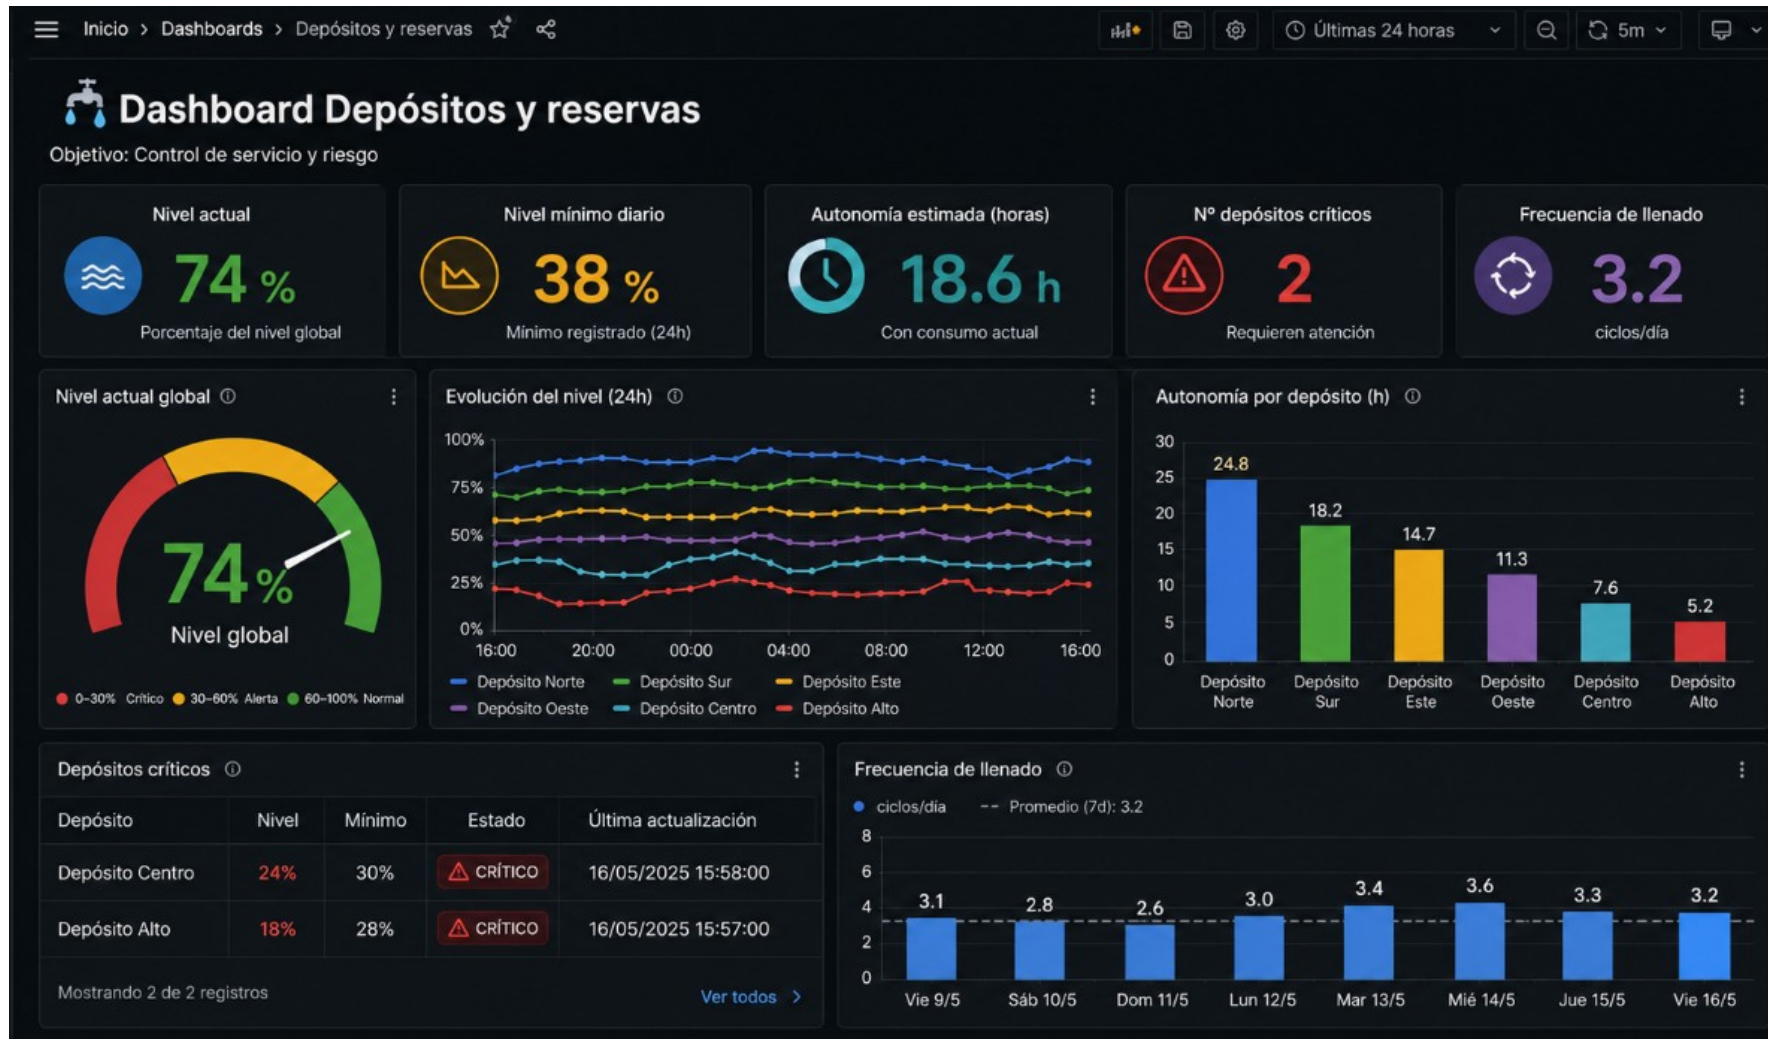 Inicio > Dashboards > Depósitos y reservas
Últimas 24 horas
5m
Dashboard Depósitos y reservas
Objetivo: Control de servicio y riesgo
Nivel actual
74 %
Porcentaje del nivel global
Nivel mínimo diario
38 %
Mínimo registrado (24h)
Autonomía estimada (horas)
18.6 h
Con consumo actual
Nº depósitos críticos
2
Requieren atención
Frecuencia de llenado
3.2
ciclos/día
Nivel actual global
74%
Nivel global
0–30% Crítico 30–60% Alerta 60–100% Normal
Evolución del nivel (24h)
100%
75%
50%
25%
0%
16:00 20:00 00:00 04:00 08:00 12:00 16:00
Depósito Norte Depósito Sur Depósito Este
Depósito Oeste Depósito Centro Depósito Alto
Autonomía por depósito (h)
30
25
20
15
10
5
0
24.8
18.2
14.7
11.3
7.6
5.2
Depósito Norte
Depósito Sur
Depósito Este
Depósito Oeste
Depósito Centro
Depósito Alto
Depósitos críticos
Depósito Nivel Mínimo Estado Última actualización
Depósito Centro 24% 30% CRÍTICO 16/05/2025 15:58:00
Depósito Alto 18% 28% CRÍTICO 16/05/2025 15:57:00
Mostrando 2 de 2 registros
Ver todos >
Frecuencia de llenado
ciclos/día -- Promedio (7d): 3.2
8
6
4
2
0
3.1 2.8 2.6 3.0 3.4 3.6 3.3 3.2
Vie 9/5 Sáb 10/5 Dom 11/5 Lun 12/5 Mar 13/5 Mié 14/5 Jue 15/5 Vie 16/5